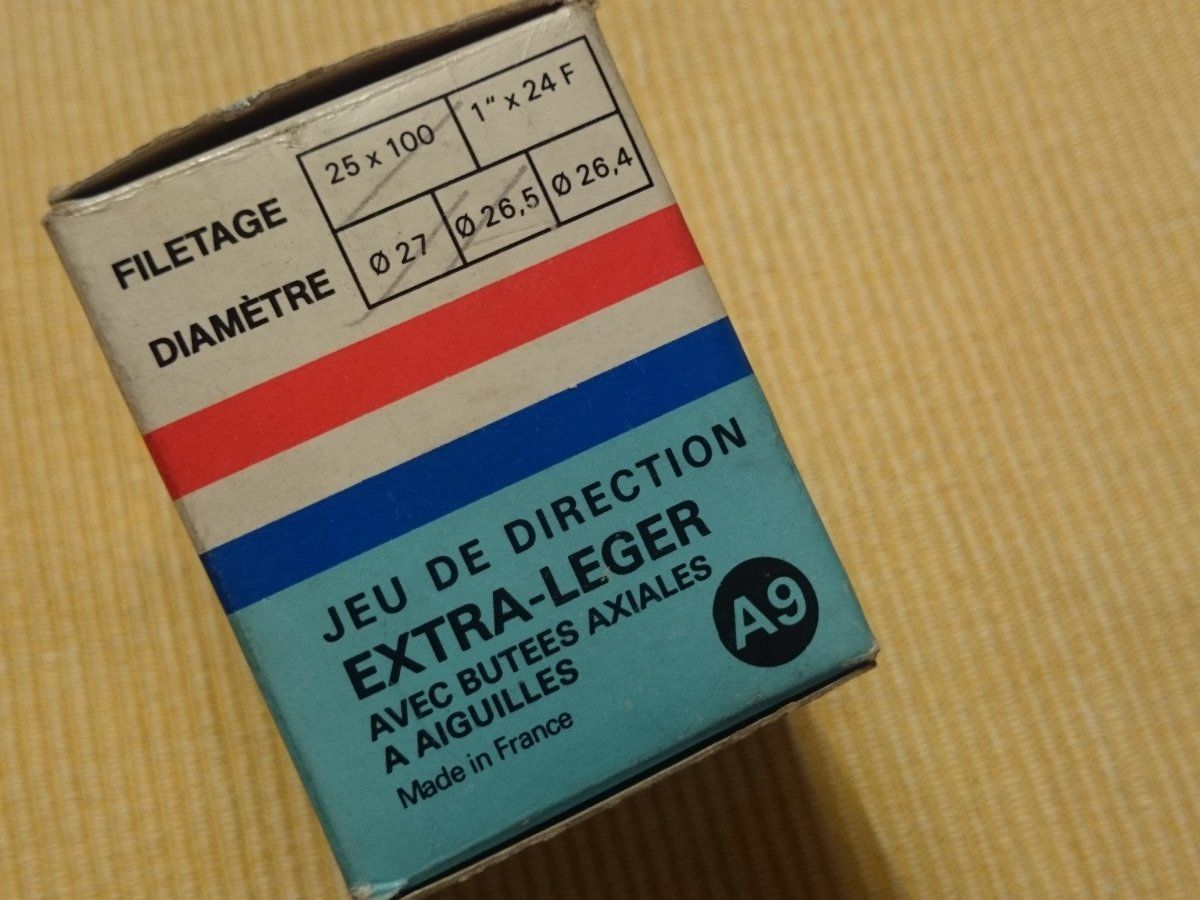 FILETAGE 25 x 100 1" x 24 F
DIAMÈTRE Ø 27 Ø 26,5 Ø 26,4
JEU DE DIRECTION
EXTRA-LEGER
AVEC BUTEES AXIALES
A AIGUILLES
Made in France
A9